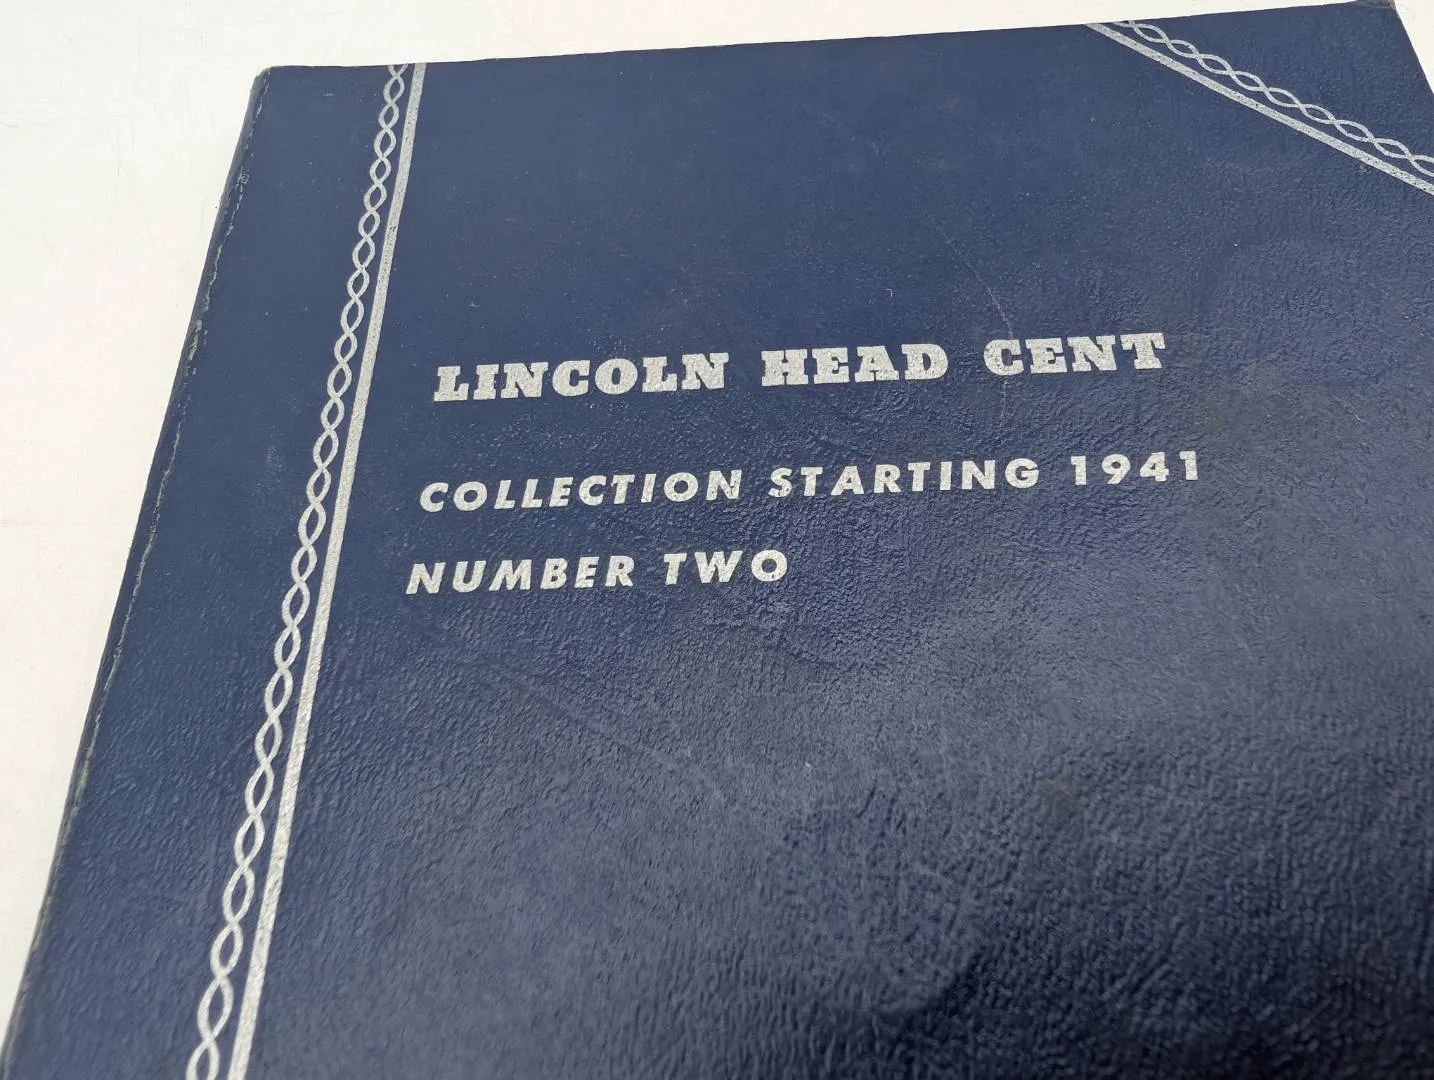 LINCOLN HEAD CENT
COLLECTION STARTING 1941
NUMBER TWO